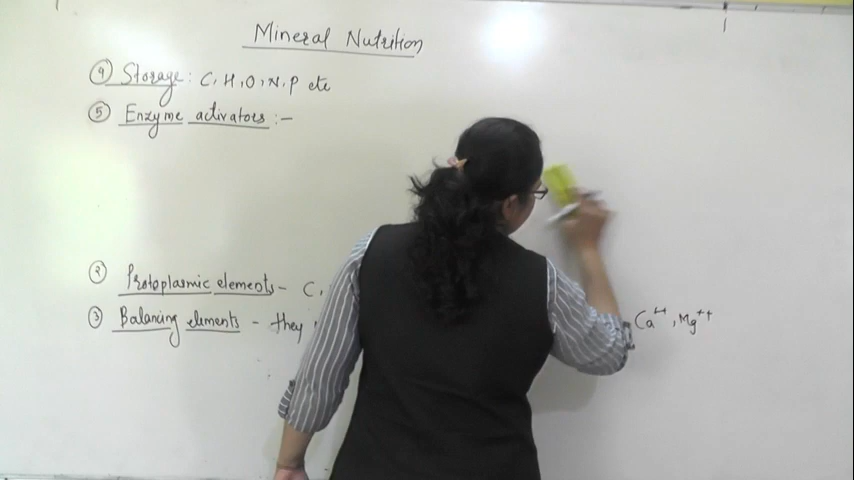 Mineral Nutrition
④ Storage: C, H, O, N, P etc
⑤ Enzyme activators:-
② Protoplasmic elements- C,
③ Balancing elements - they Ca++, Mg++